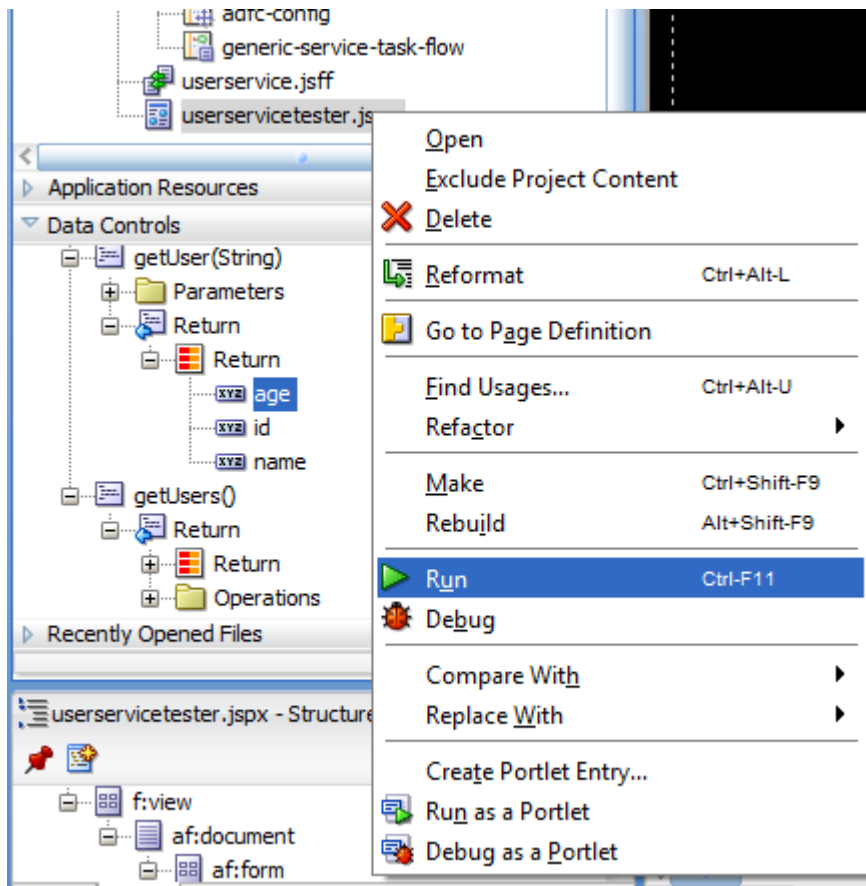 adfc-config
generic-service-task-flow
userservice.jsff
userservicetester.js
Application Resources
Data Controls
getUser(String)
Parameters
Return
Return
xyz age
xyz id
xyz name
getUsers()
Return
Return
Operations
Recently Opened Files
userservicetester.jspx - Structure
f:view
af:document
af:form
Open
Exclude Project Content
Delete
Reformat Ctrl+Alt-L
Go to Page Definition
Find Usages... Ctrl+Alt-U
Refactor
Make Ctrl+Shift-F9
Rebuild Alt+Shift-F9
Run Ctrl-F11
Debug
Compare With
Replace With
Create Portlet Entry...
Run as a Portlet
Debug as a Portlet